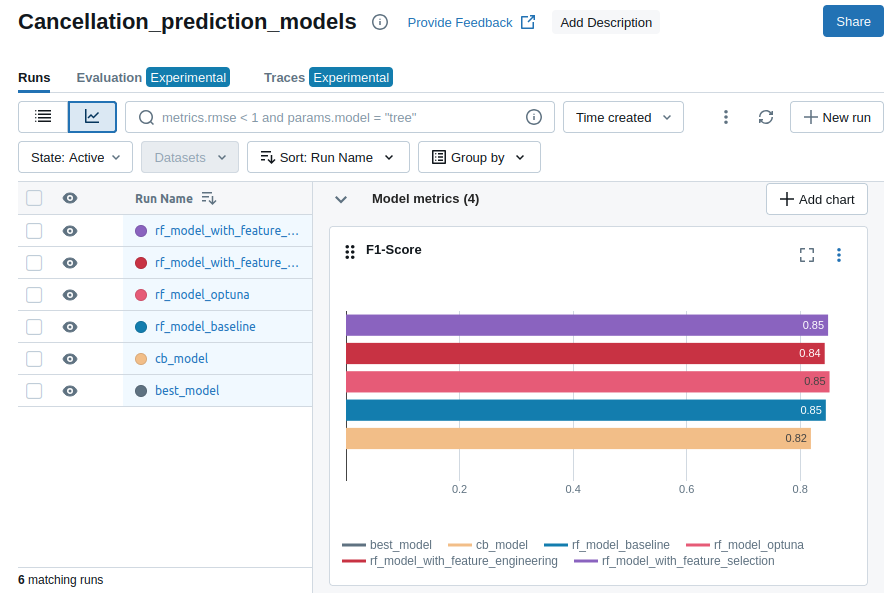 Cancellation_prediction_models Provide Feedback Add Description Share
Runs Evaluation Experimental Traces Experimental
metrics.rmse < 1 and params.model = "tree" Time created New run
State: Active Datasets Sort: Run Name Group by
Run Name
Model metrics (4) Add chart
rf_model_with_feature_...
rf_model_with_feature_...
rf_model_optuna
rf_model_baseline
cb_model
best_model
6 matching runs
F1-Score
0.85
0.84
0.85
0.85
0.82
0.2 0.4 0.6 0.8
best_model cb_model rf_model_baseline rf_model_optuna
rf_model_with_feature_engineering rf_model_with_feature_selection